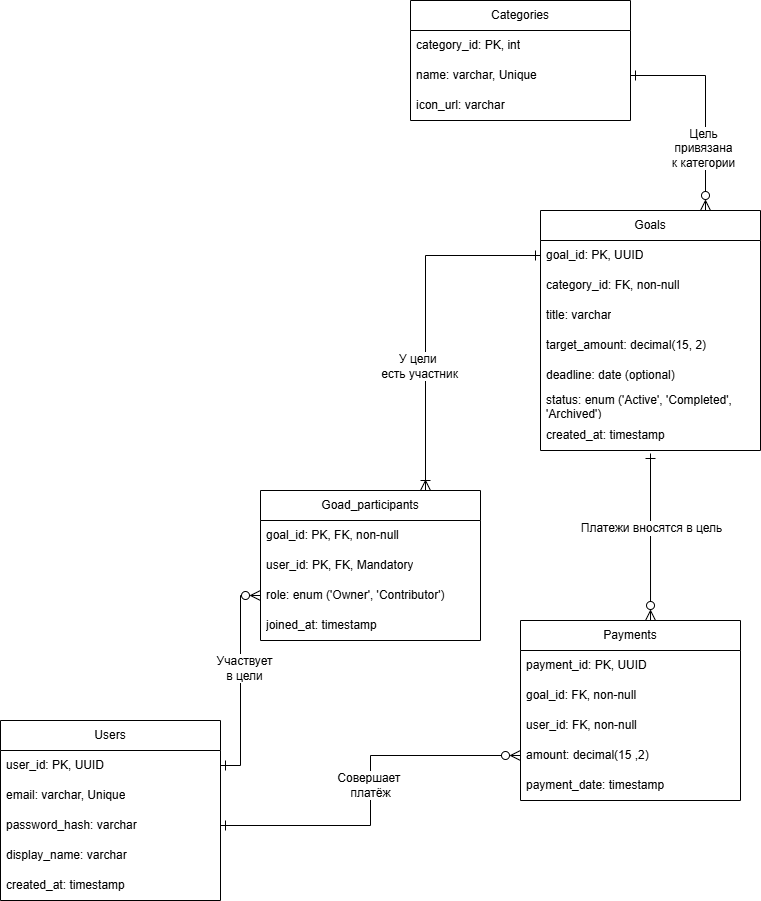 Categories
category_id: PK, int
name: varchar, Unique
icon_url: varchar
Цель
привязана
к категории
Goals
goal_id: PK, UUID
category_id: FK, non-null
title: varchar
target_amount: decimal(15, 2)
deadline: date (optional)
status: enum ('Active', 'Completed',
'Archived')
created_at: timestamp
У цели
есть участник
Goad_participants
goal_id: PK, FK, non-null
user_id: PK, FK, Mandatory
role: enum ('Owner', 'Contributor')
joined_at: timestamp
Платежи вносятся в цель
Payments
payment_id: PK, UUID
goal_id: FK, non-null
user_id: FK, non-null
amount: decimal(15 ,2)
payment_date: timestamp
Участвует
в цели
Users
user_id: PK, UUID
email: varchar, Unique
password_hash: varchar
display_name: varchar
created_at: timestamp
Совершает
платёж